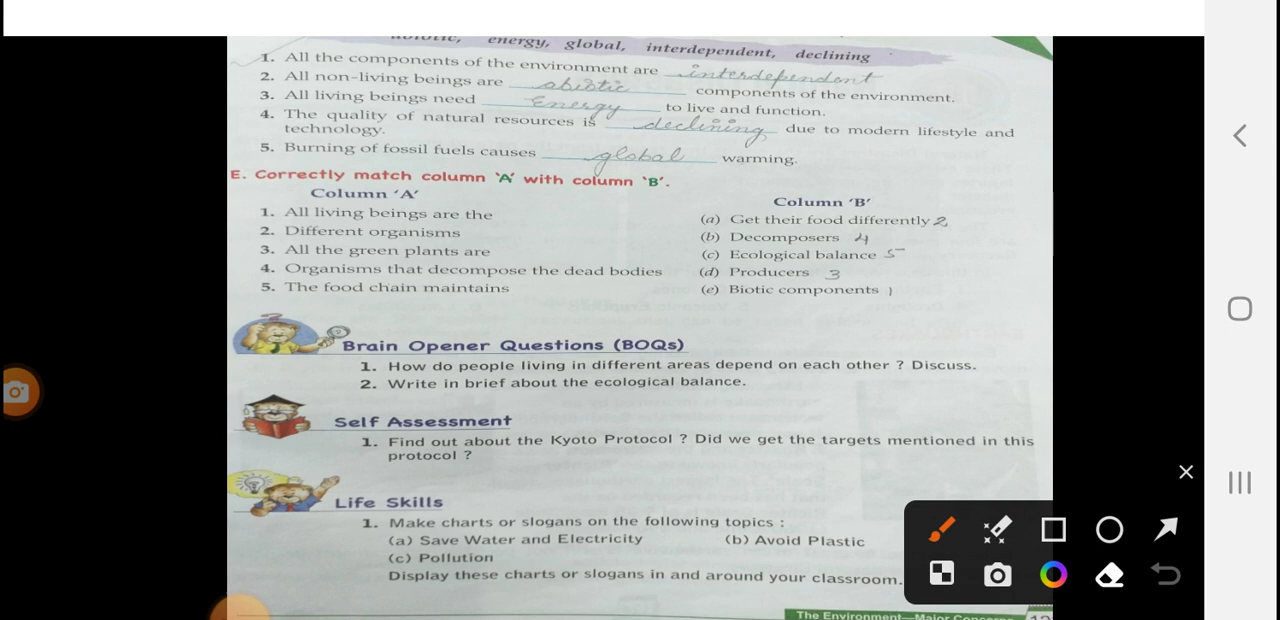 energy, global, interdependent, declining
1. All the components of the environment are interdependent
2. All non-living beings are abiotic components of the environment.
3. All living beings need Energy to live and function.
4. The quality of natural resources is declining due to modern lifestyle and
technology.
5. Burning of fossil fuels causes global warming.
E. Correctly match column 'A' with column 'B'.
Column 'A' Column 'B'
1. All living beings are the (a) Get their food differently 2
2. Different organisms (b) Decomposers 4
3. All the green plants are (c) Ecological balance 5
4. Organisms that decompose the dead bodies (d) Producers 3
5. The food chain maintains (e) Biotic components 1
Brain Opener Questions (BOQs)
1. How do people living in different areas depend on each other ? Discuss.
2. Write in brief about the ecological balance.
Self Assessment
1. Find out about the Kyoto Protocol ? Did we get the targets mentioned in this
protocol ?
Life Skills
1. Make charts or slogans on the following topics :
(a) Save Water and Electricity (b) Avoid Plastic
(c) Pollution
Display these charts or slogans in and around your classroom.
The Environment—Major Concerns